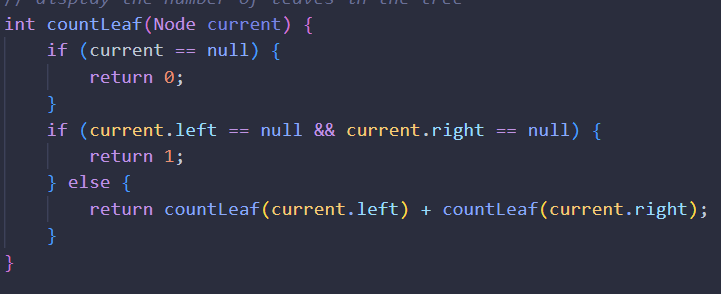 // display the number of leaves in the tree
int countLeaf(Node current) {
    if (current == null) {
        return 0;
    }
    if (current.left == null && current.right == null) {
        return 1;
    } else {
        return countLeaf(current.left) + countLeaf(current.right);
    }
}